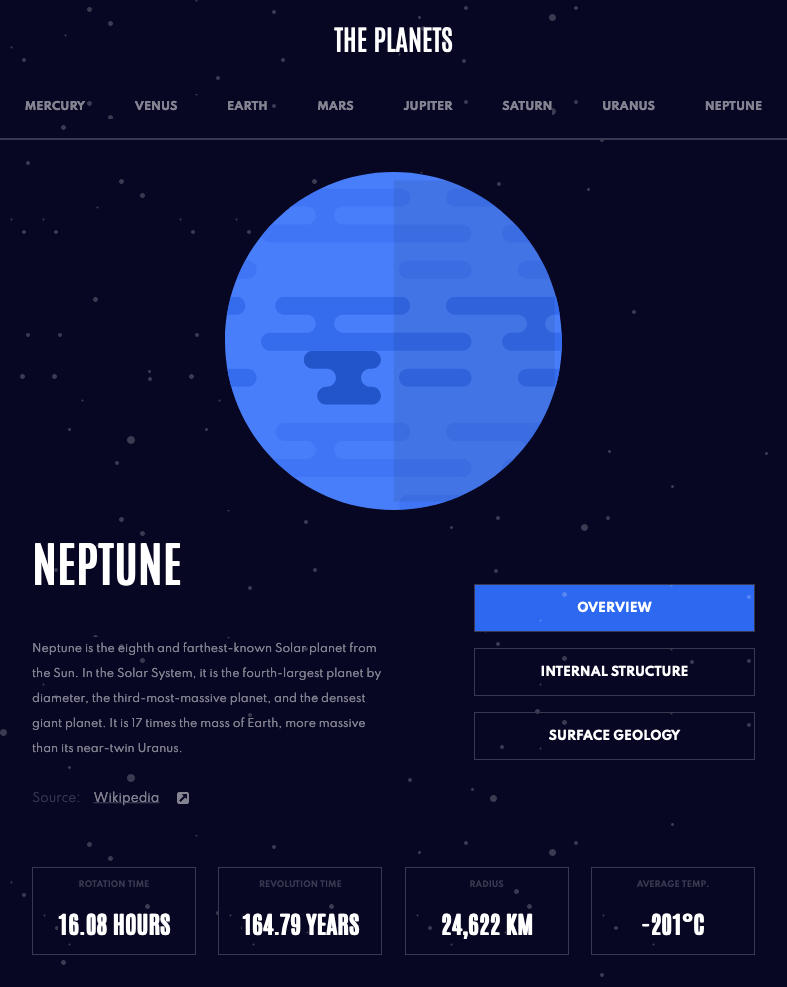 THE PLANETS
MERCURY VENUS EARTH MARS JUPITER SATURN URANUS NEPTUNE
NEPTUNE
Neptune is the eighth and farthest-known Solar planet from
the Sun. In the Solar System, it is the fourth-largest planet by
diameter, the third-most-massive planet, and the densest
giant planet. It is 17 times the mass of Earth, more massive
than its near-twin Uranus.
Source: Wikipedia
OVERVIEW
INTERNAL STRUCTURE
SURFACE GEOLOGY
ROTATION TIME
16.08 HOURS
REVOLUTION TIME
164.79 YEARS
RADIUS
24,622 KM
AVERAGE TEMP.
-201°C